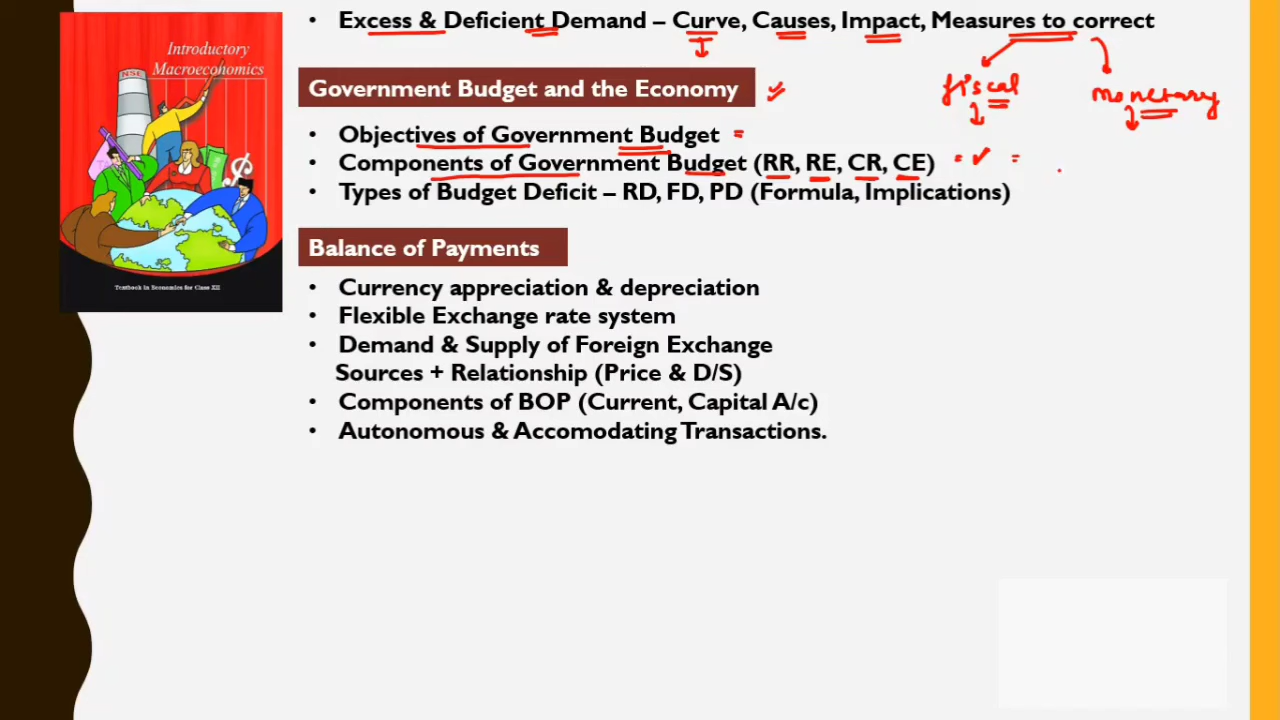 Excess & Deficient Demand – Curve, Causes, Impact, Measures to correct
fiscal
monetary
Introductory
Macroeconomics
NSE
Textbook in Economics for Class XII
Government Budget and the Economy
• Objectives of Government Budget
• Components of Government Budget (RR, RE, CR, CE)
• Types of Budget Deficit – RD, FD, PD (Formula, Implications)
Balance of Payments
• Currency appreciation & depreciation
• Flexible Exchange rate system
• Demand & Supply of Foreign Exchange
Sources + Relationship (Price & D/S)
• Components of BOP (Current, Capital A/c)
• Autonomous & Accomodating Transactions.